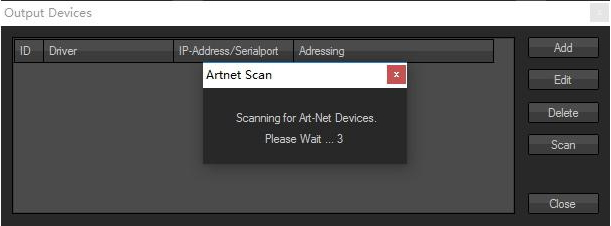 Output Devices
x
ID Driver IP-Address/Serialport Adressing
Add
Artnet Scan x
Edit
Scanning for Art-Net Devices.
Delete
Please Wait ... 3
Scan
Close